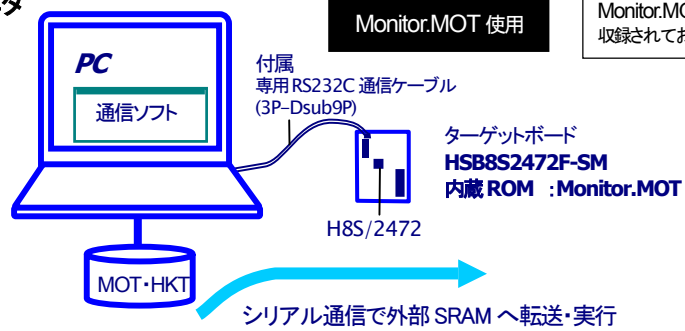 Monitor.MOT 使用
Monitor.MO
収録されてお
PC
通信ソフト
付属
専用RS232C 通信ケーブル
(3P-Dsub9P)
ターゲットボード
HSB8S2472F-SM
内蔵 ROM :Monitor.MOT
H8S/2472
MOT・HKT
シリアル通信で外部 SRAM へ転送・実行